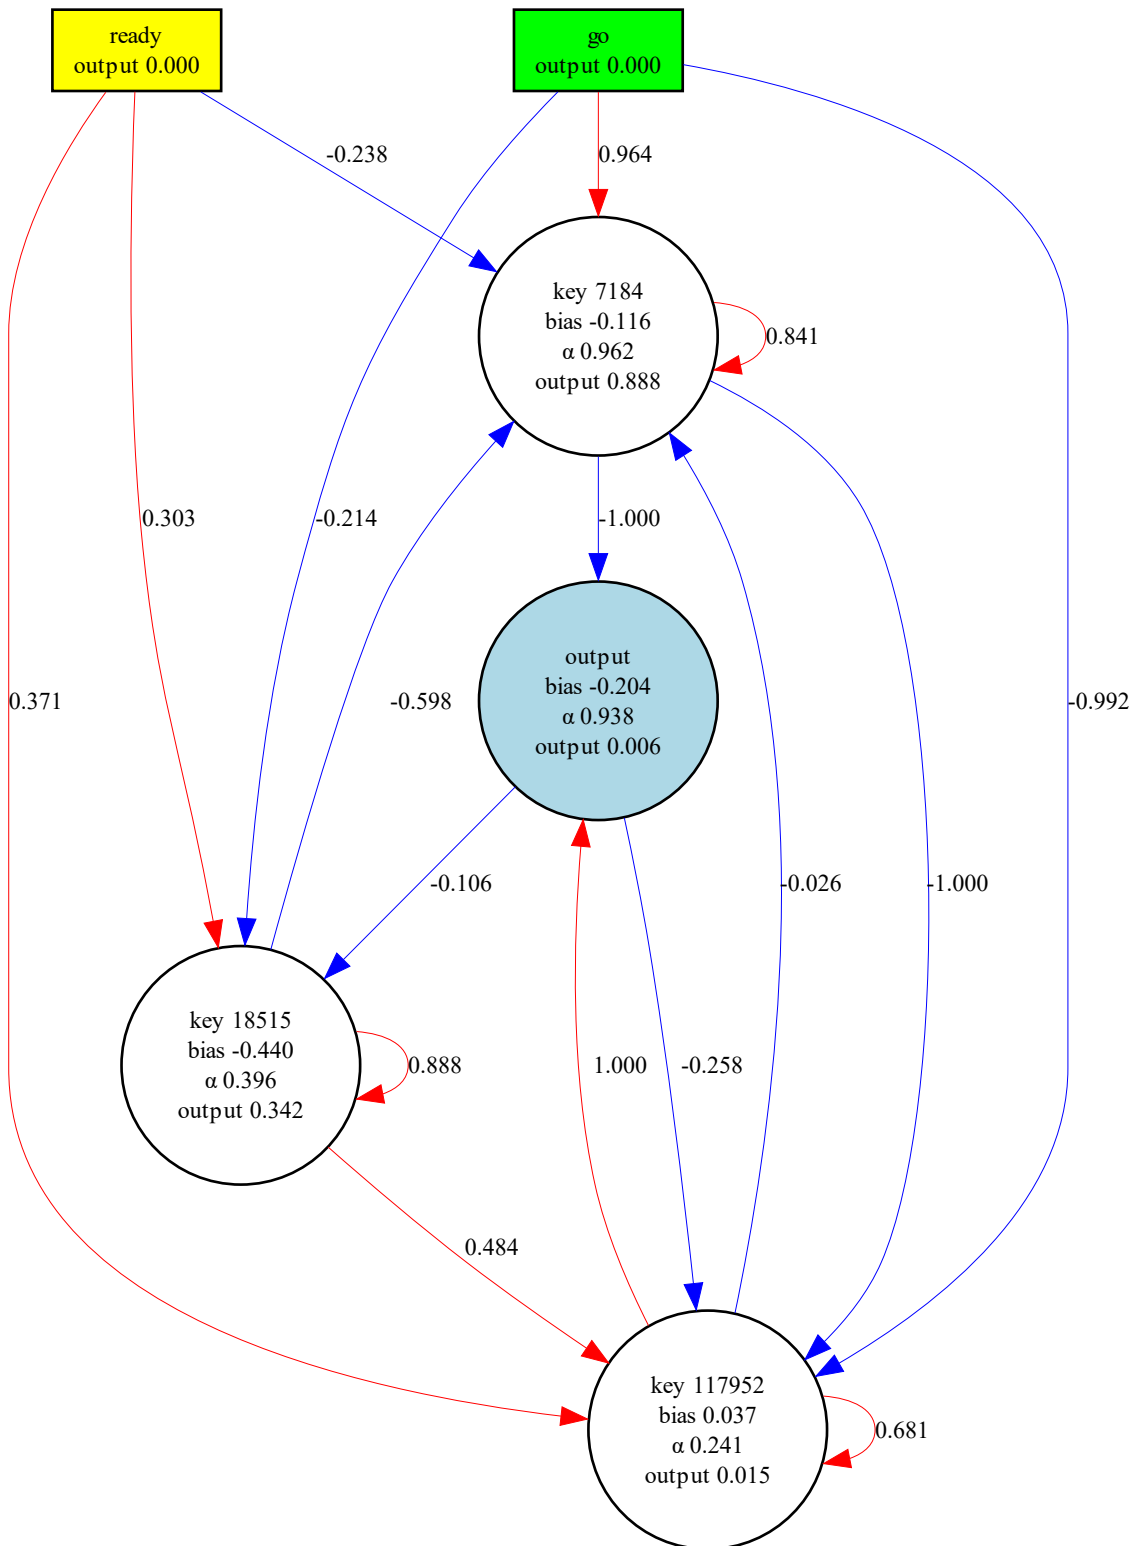 ready
output 0.000
go
output 0.000
-0.238
0.964
key 7184
bias -0.116
α 0.962
output 0.888
0.841
0.303
-0.214
-1.000
output
bias -0.204
α 0.938
output 0.006
0.371
-0.598
-0.992
-0.106
-0.026
-1.000
key 18515
bias -0.440
α 0.396
output 0.342
0.888
1.000
-0.258
0.484
key 117952
bias 0.037
α 0.241
output 0.015
0.681